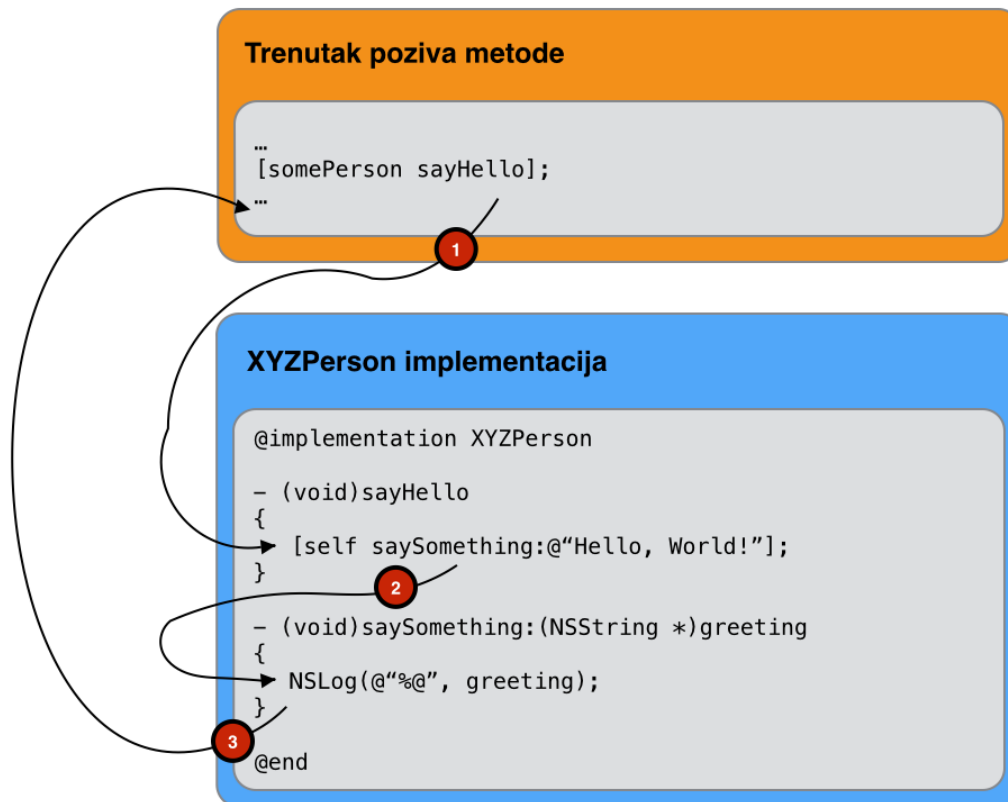 Trenutak poziva metode
…
[somePerson sayHello];
…
1
XYZPerson implementacija
@implementation XYZPerson
– (void)sayHello
{
[self saySomething:@“Hello, World!”];
}
2
– (void)saySomething:(NSString *)greeting
{
NSLog(@“%@”, greeting);
}
3
@end